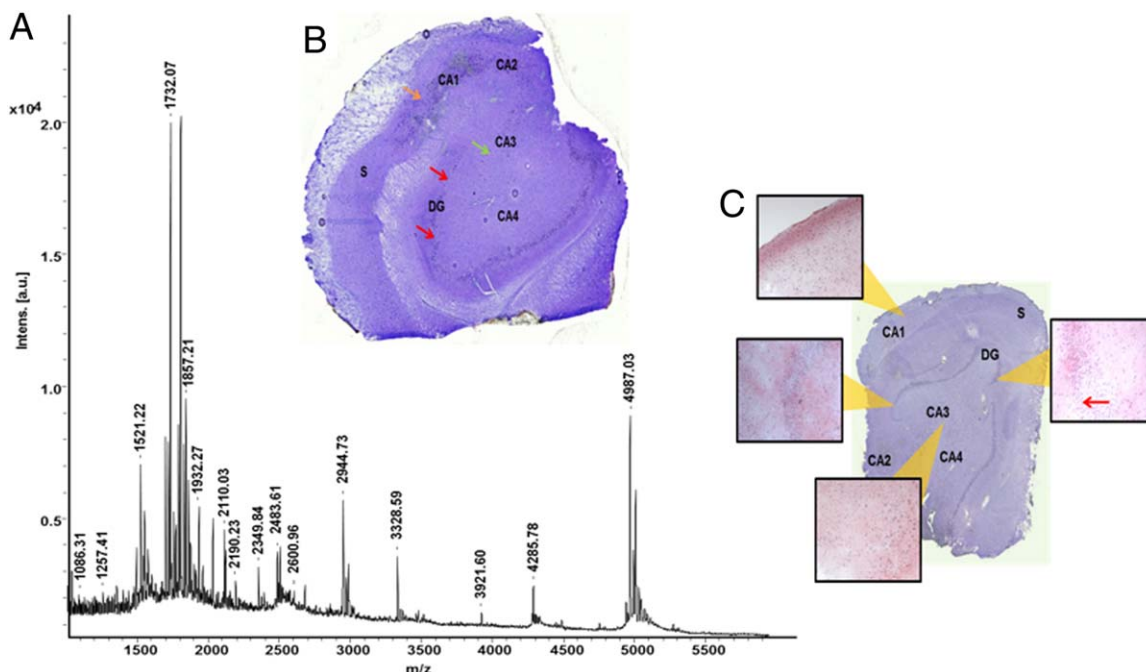 A
B
C
x10⁴
Intens. [a.u.]
2.0
1.5
1.0
0.5
1086.31
1257.41
1521.22
1732.07
1857.21
1932.27
2110.03
2190.23
2349.84
2483.61
2600.96
2944.73
3328.59
3921.60
4285.78
4987.03
1500
2000
2500
3000
3500
4000
4500
5000
5500
m/z
CA1
CA2
CA3
S
DG
CA4
CA1
S
DG
CA3
CA2
CA4